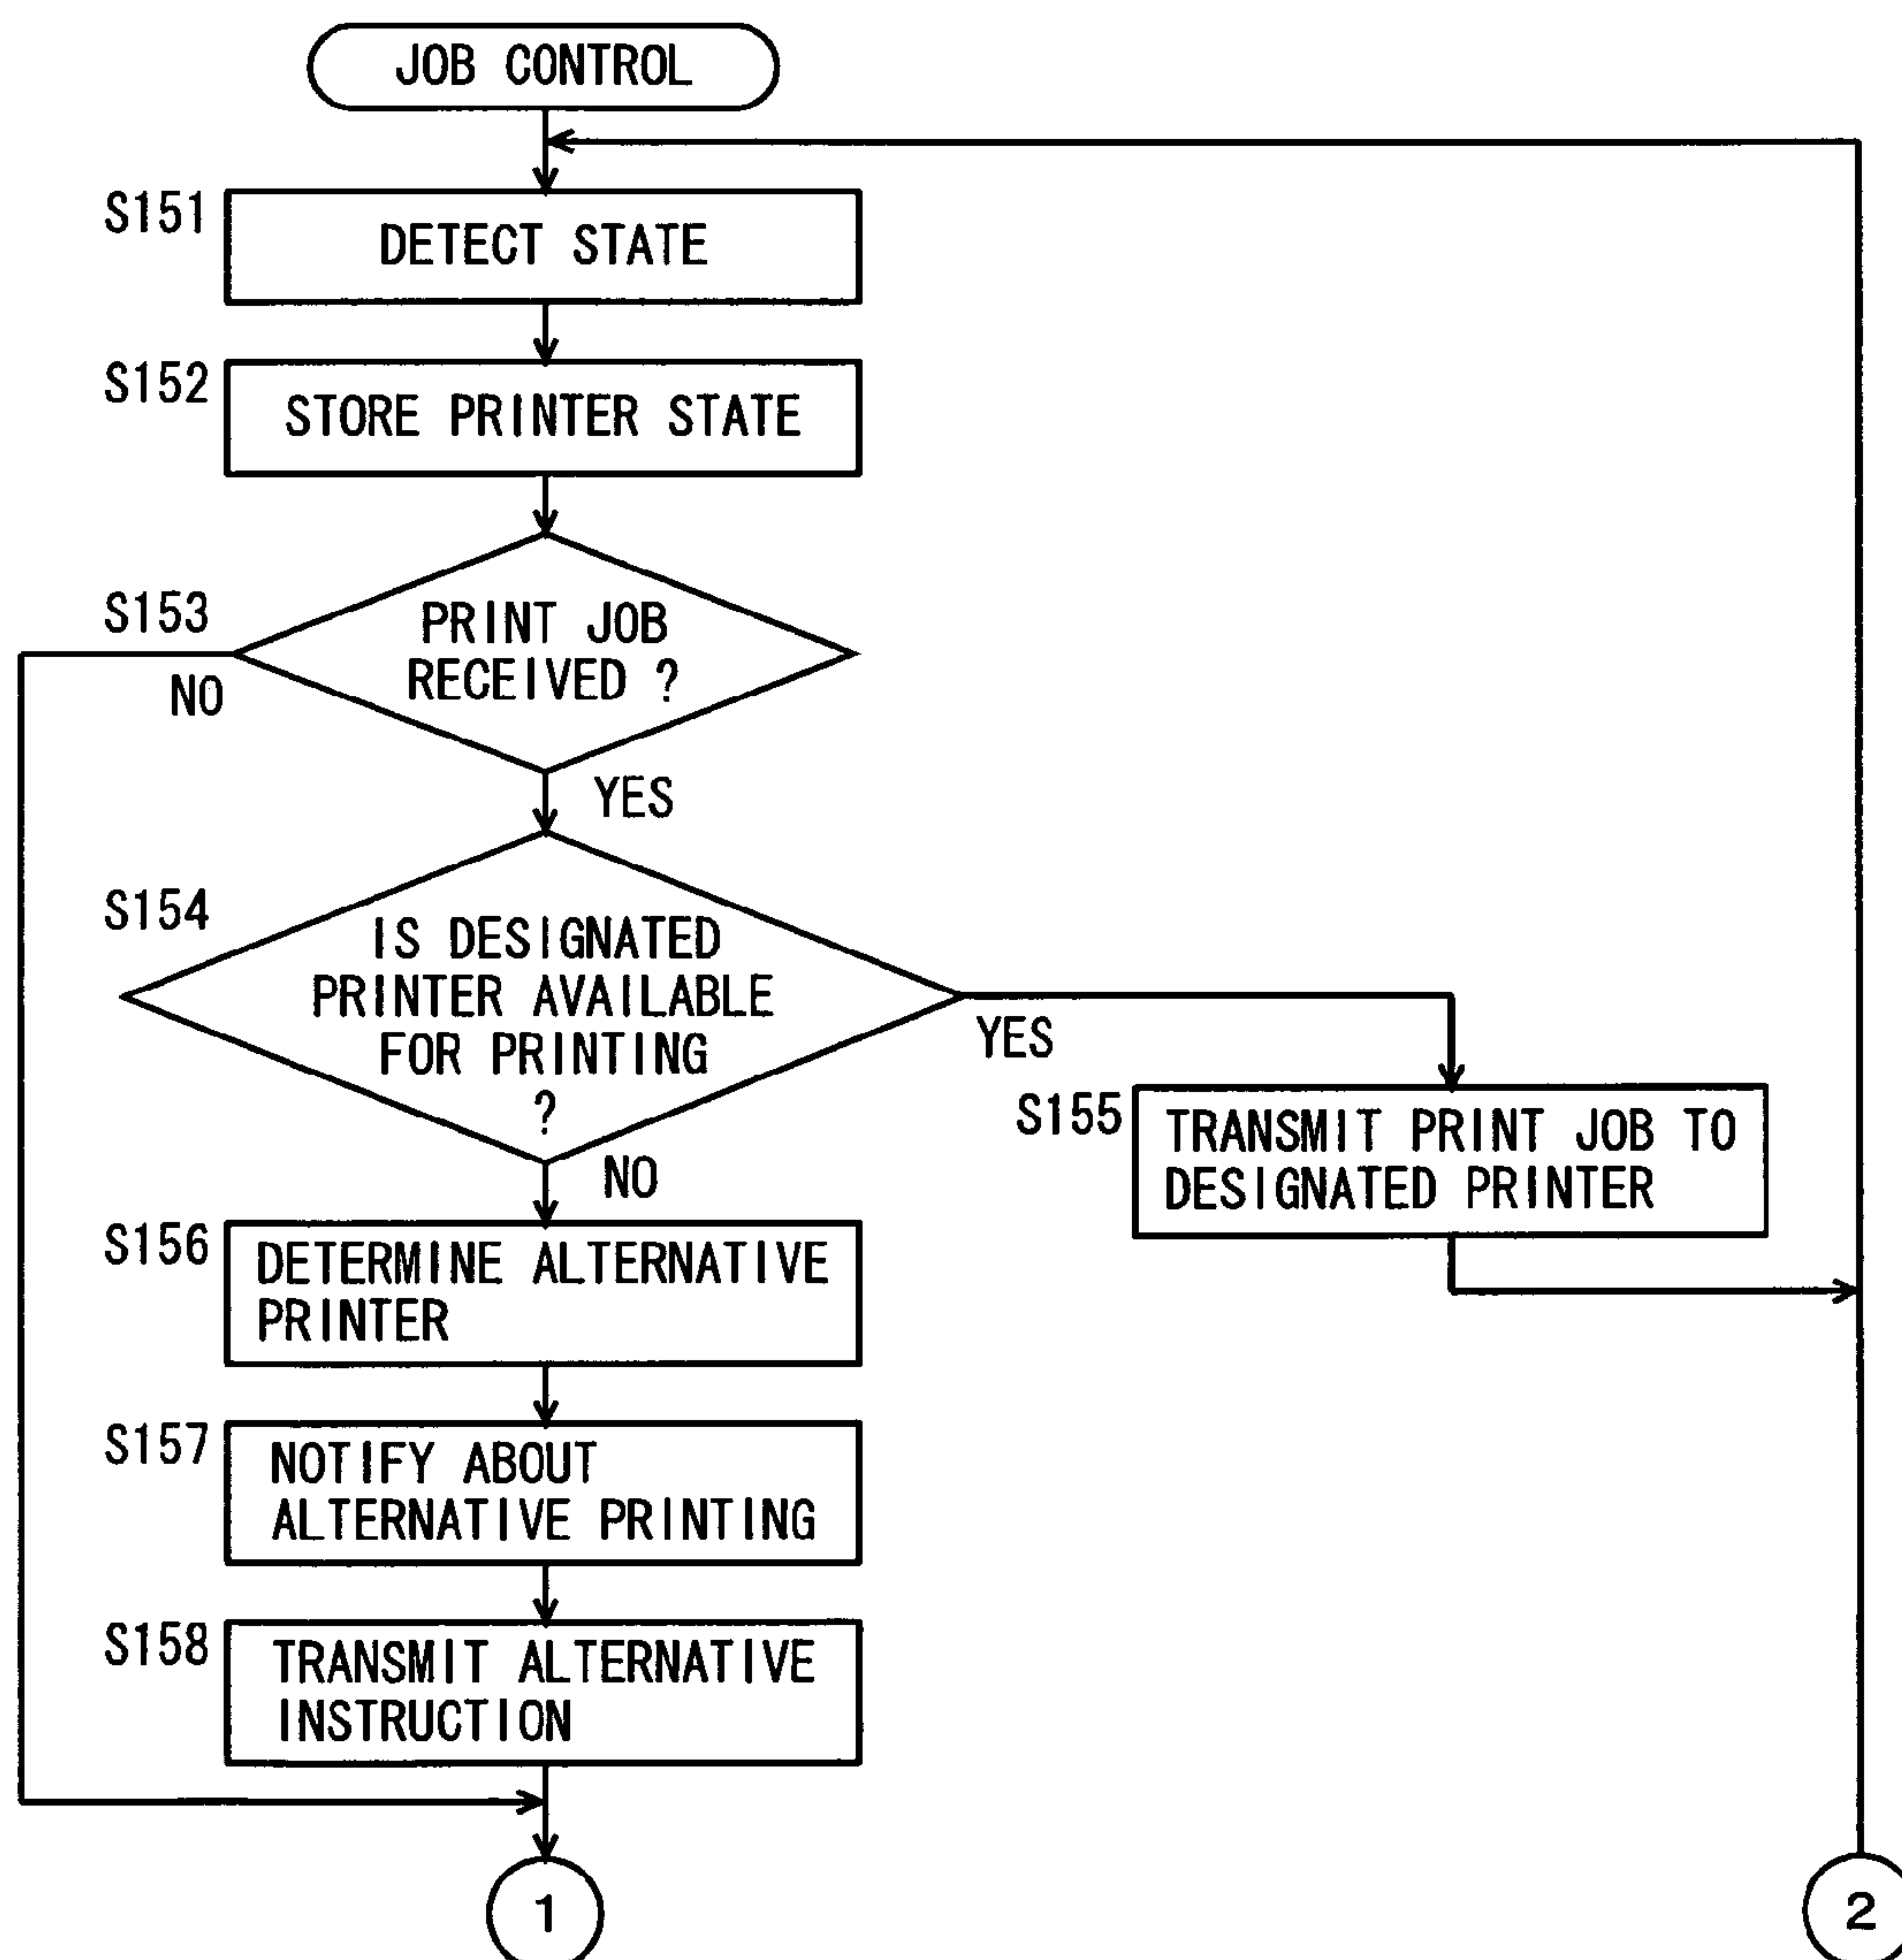 JOB CONTROL
S151
DETECT STATE
S152
STORE PRINTER STATE
S153
PRINT JOB
RECEIVED ?
NO
YES
S154
IS DESIGNATED
PRINTER AVAILABLE
FOR PRINTING
?
YES
NO
S155
TRANSMIT PRINT JOB TO
DESIGNATED PRINTER
S156
DETERMINE ALTERNATIVE
PRINTER
S157
NOTIFY ABOUT
ALTERNATIVE PRINTING
S158
TRANSMIT ALTERNATIVE
INSTRUCTION
1
2